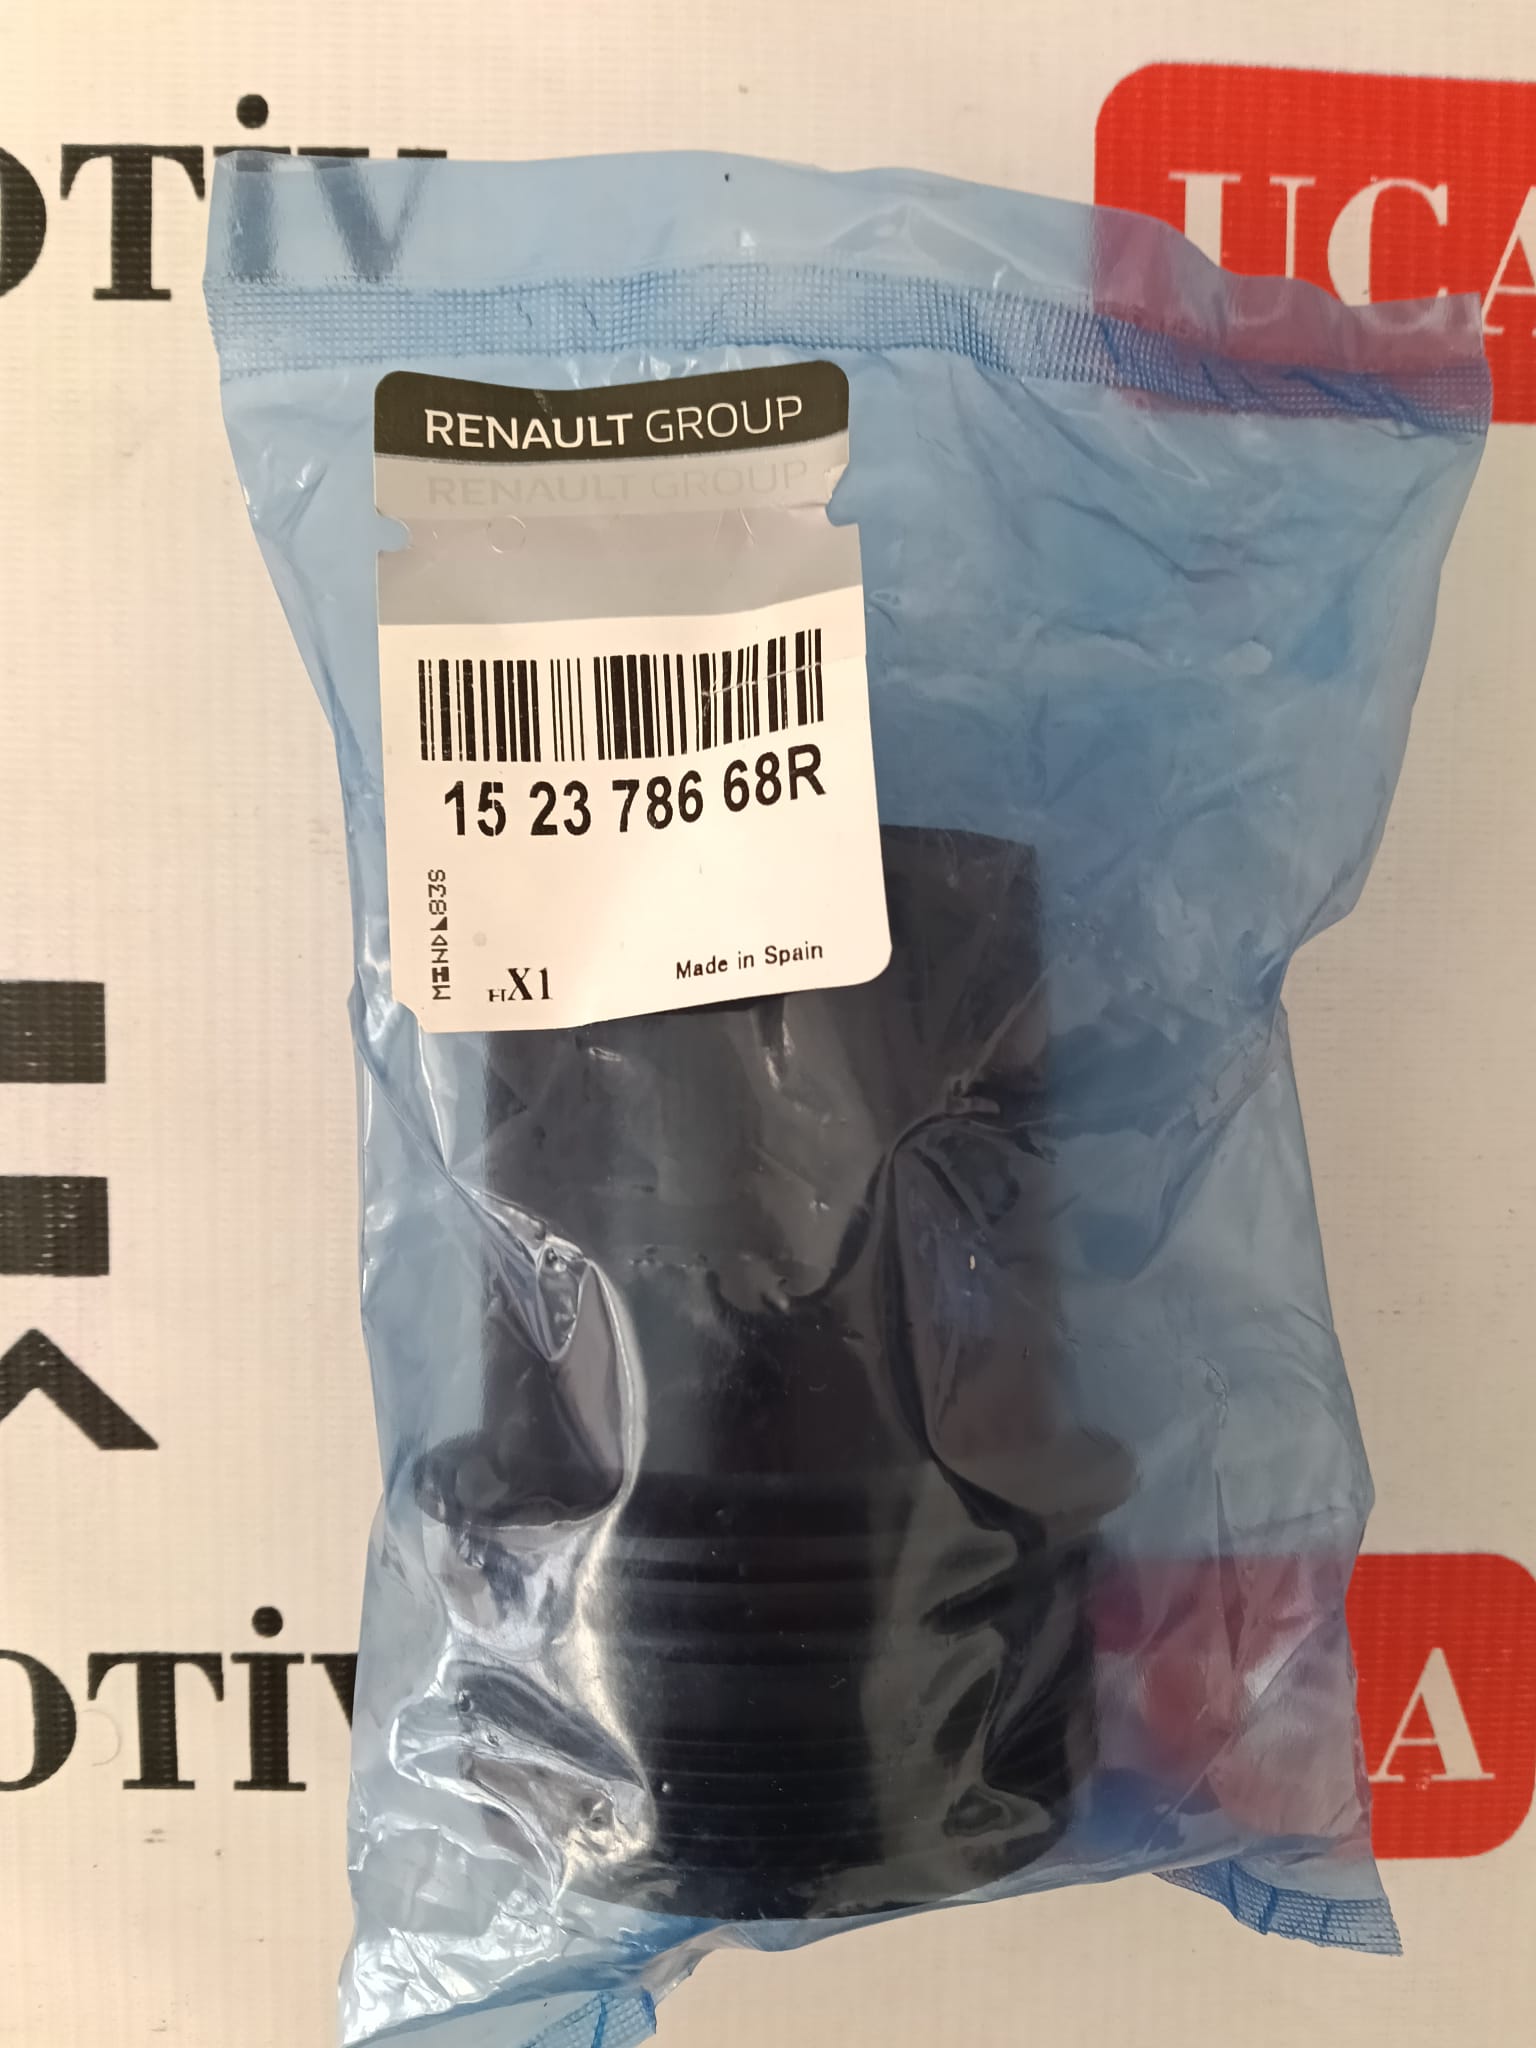 OTİV
UCA
RENAULT GROUP
RENAULT GROUP
15 23 786 68R
Made in Spain
X1
OTİV
A